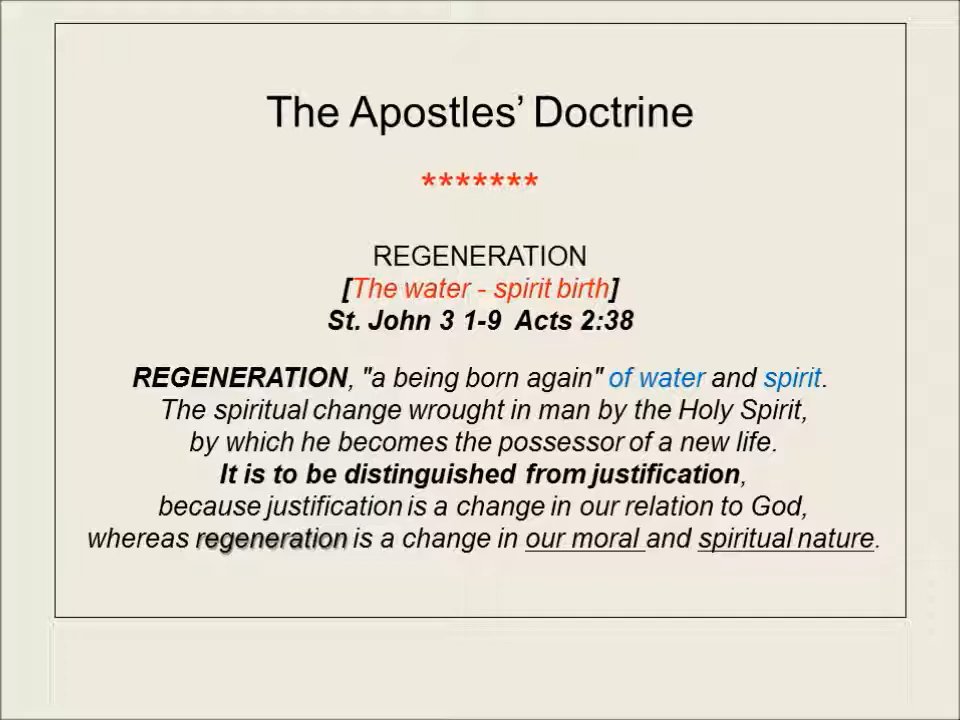 The Apostles’ Doctrine
*******
REGENERATION
[The water - spirit birth]
St. John 3 1-9 Acts 2:38
REGENERATION, "a being born again" of water and spirit.
The spiritual change wrought in man by the Holy Spirit,
by which he becomes the possessor of a new life.
It is to be distinguished from justification,
because justification is a change in our relation to God,
whereas regeneration is a change in our moral and spiritual nature.